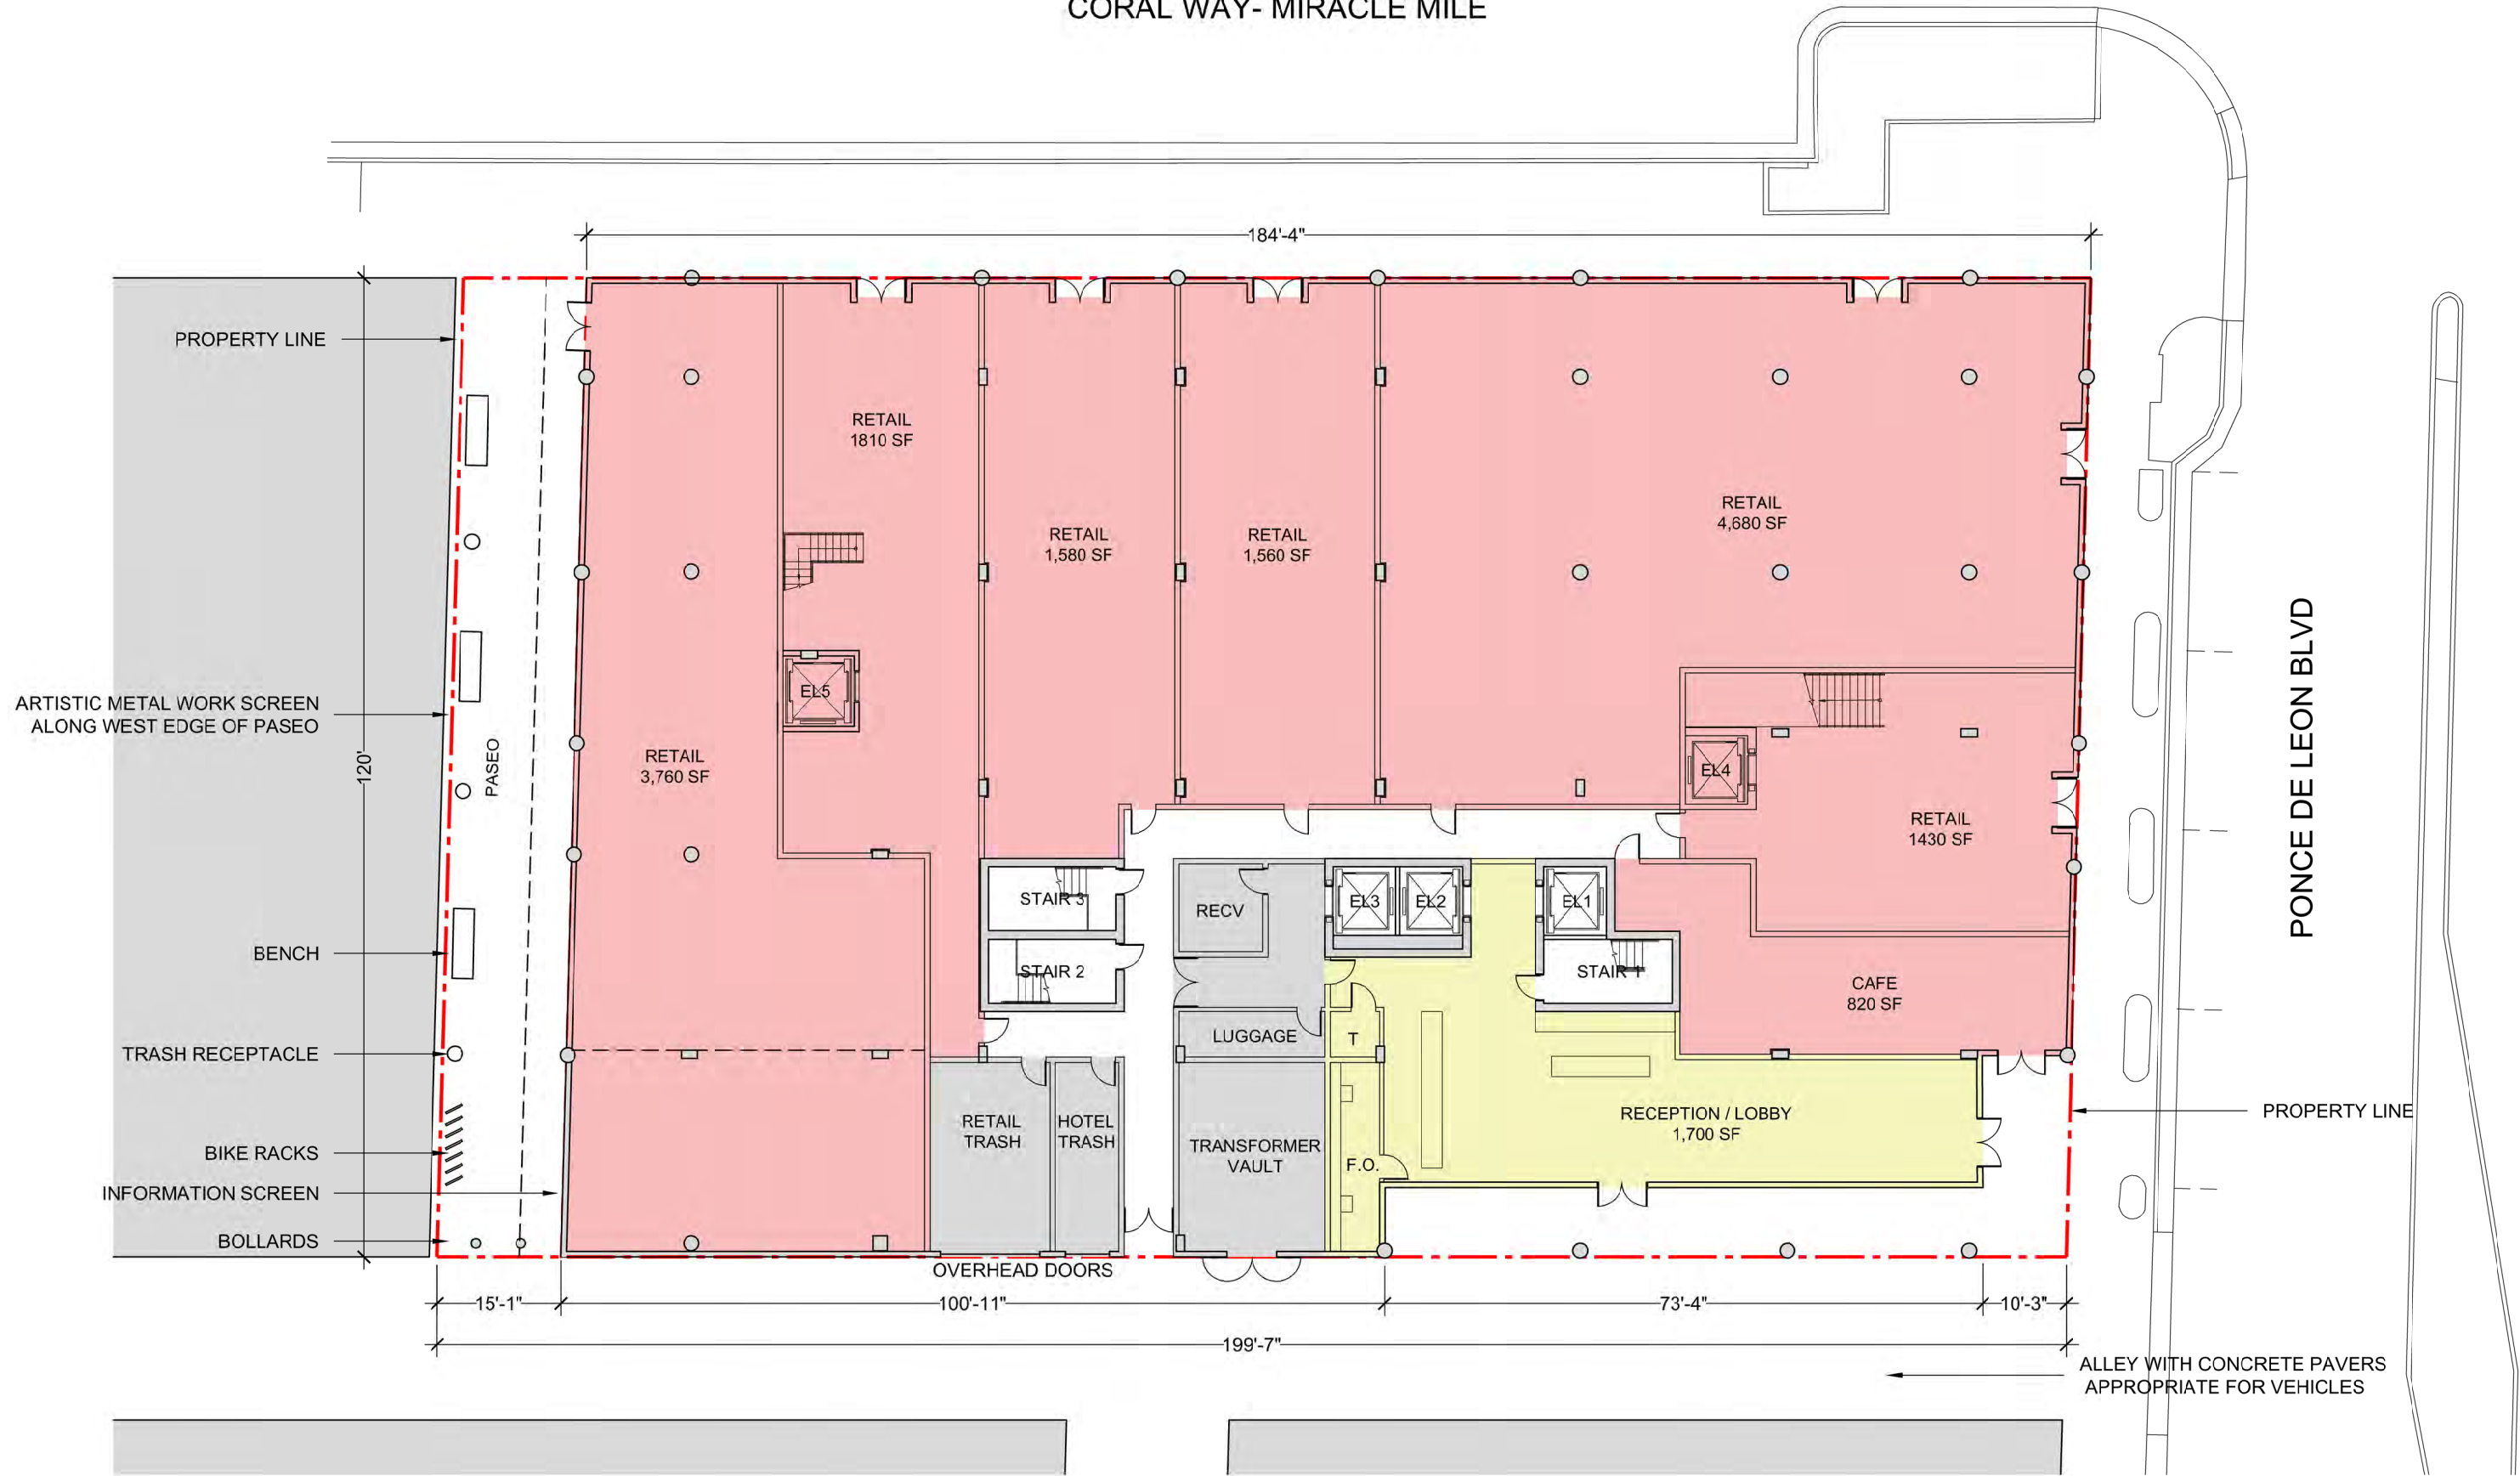 CORAL WAY- MIRACLE MILE
184'-4"
PROPERTY LINE
RETAIL
1810 SF
RETAIL
4,680 SF
RETAIL
1,580 SF
RETAIL
1,560 SF
EL5
ARTISTIC METAL WORK SCREEN
ALONG WEST EDGE OF PASEO
120'
PASEO
RETAIL
3,760 SF
EL4
RETAIL
1430 SF
PONCE DE LEON BLVD
STAIR 3
RECV
EL3
EL2
EL1
BENCH
STAIR 2
STAIR 1
CAFE
820 SF
TRASH RECEPTACLE
LUGGAGE
T
RETAIL
TRASH
HOTEL
TRASH
RECEPTION / LOBBY
1,700 SF
PROPERTY LINE
BIKE RACKS
TRANSFORMER
VAULT
F.O.
INFORMATION SCREEN
BOLLARDS
OVERHEAD DOORS
15'-1"
100'-11"
73'-4"
10'-3"
199'-7"
ALLEY WITH CONCRETE PAVERS
APPROPRIATE FOR VEHICLES